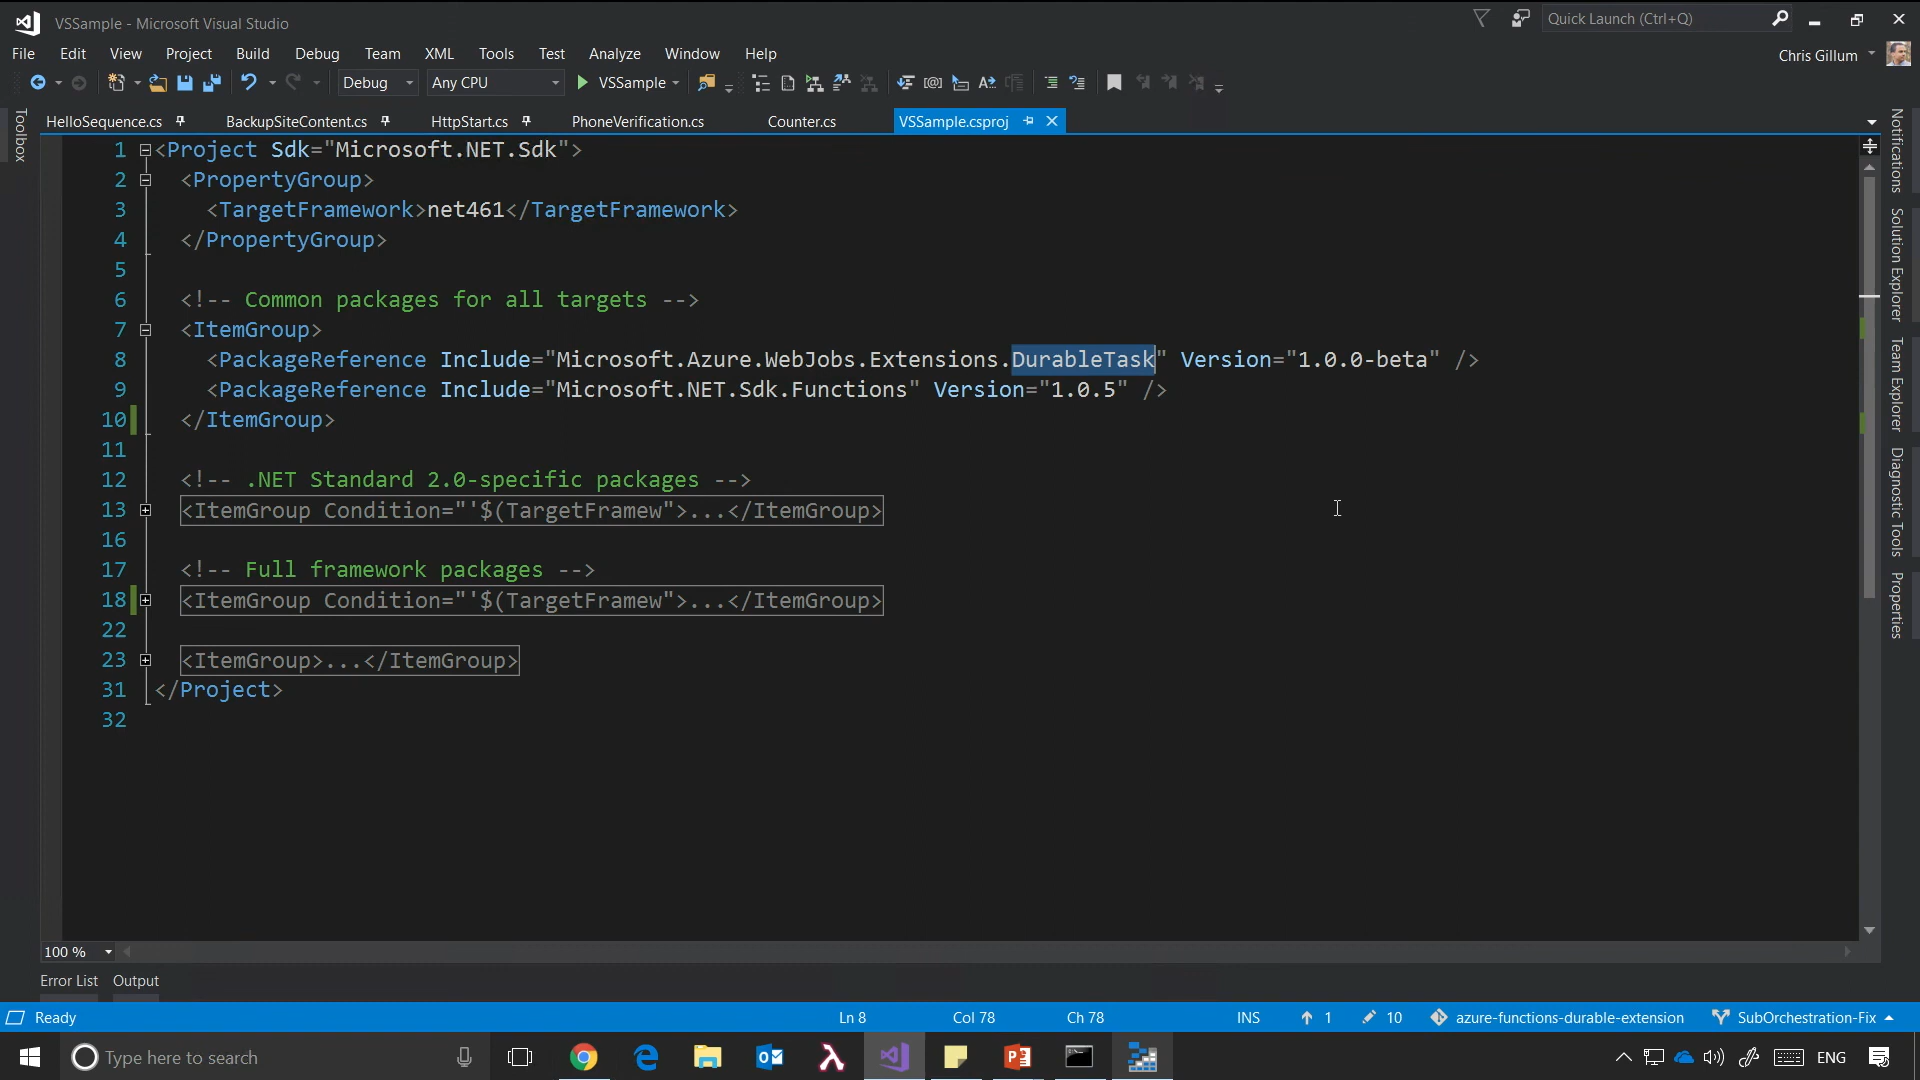 VSSample - Microsoft Visual Studio
Quick Launch (Ctrl+Q)
File Edit View Project Build Debug Team XML Tools Test Analyze Window Help
Chris Gillum
Debug Any CPU VSSample
Toolbox
HelloSequence.cs BackupSiteContent.cs HttpStart.cs PhoneVerification.cs Counter.cs VSSample.csproj
1 <Project Sdk="Microsoft.NET.Sdk">
2 <PropertyGroup>
3 <TargetFramework>net461</TargetFramework>
4 </PropertyGroup>
5
6 <!-- Common packages for all targets -->
7 <ItemGroup>
8 <PackageReference Include="Microsoft.Azure.WebJobs.Extensions.DurableTask" Version="1.0.0-beta" />
9 <PackageReference Include="Microsoft.NET.Sdk.Functions" Version="1.0.5" />
10 </ItemGroup>
11
12 <!-- .NET Standard 2.0-specific packages -->
13 <ItemGroup Condition="'$(TargetFramew">...</ItemGroup>
16
17 <!-- Full framework packages -->
18 <ItemGroup Condition="'$(TargetFramew">...</ItemGroup>
22
23 <ItemGroup>...</ItemGroup>
31 </Project>
32
Notifications
Solution Explorer
Team Explorer
Diagnostic Tools
Properties
100 %
Error List Output
Ready Ln 8 Col 78 Ch 78 INS 1 10 azure-functions-durable-extension SubOrchestration-Fix
Type here to search
ENG